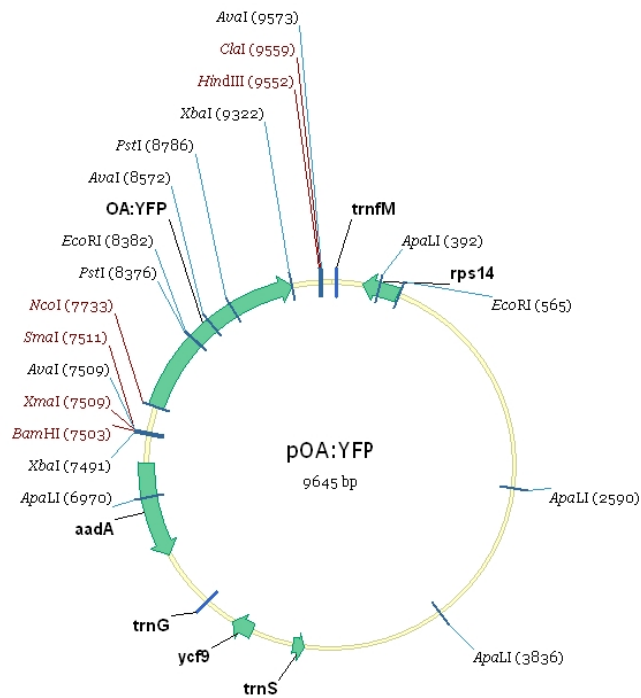 AvaI (9573)
ClaI (9559)
HindIII (9552)
XbaI (9322)
PstI (8786)
AvaI (8572)
OA:YFP
EcoRI (8382)
PstI (8376)
NcoI (7733)
SmaI (7511)
AvaI (7509)
XmaI (7509)
BamHI (7503)
XbaI (7491)
ApaLI (6970)
aadA
trnG
ycf9
trnS
trnfM
ApaLI (392)
rps14
EcoRI (565)
ApaLI (2590)
ApaLI (3836)
pOA:YFP
9645 bp